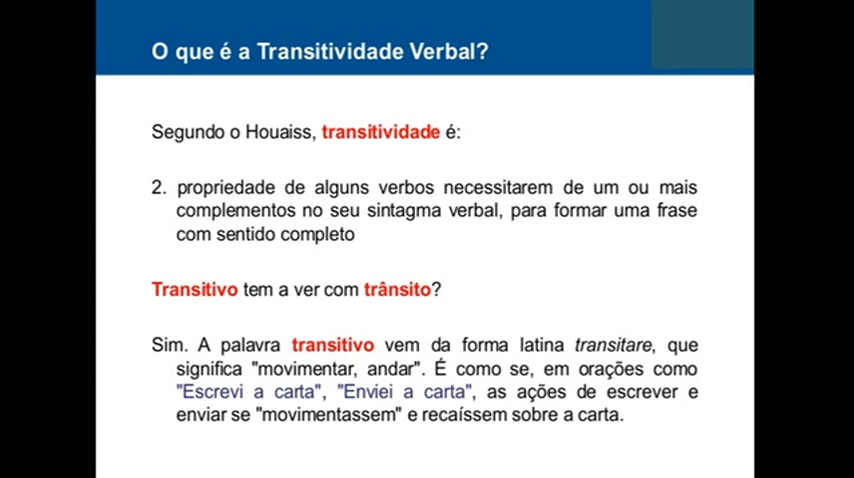 O que é a Transitividade Verbal?
Segundo o Houaiss, transitividade é:
2. propriedade de alguns verbos necessitarem de um ou mais
complementos no seu sintagma verbal, para formar uma frase
com sentido completo
Transitivo tem a ver com trânsito?
Sim. A palavra transitivo vem da forma latina transitare, que
significa "movimentar, andar". É como se, em orações como
"Escrevi a carta", "Enviei a carta", as ações de escrever e
enviar se "movimentassem" e recaíssem sobre a carta.